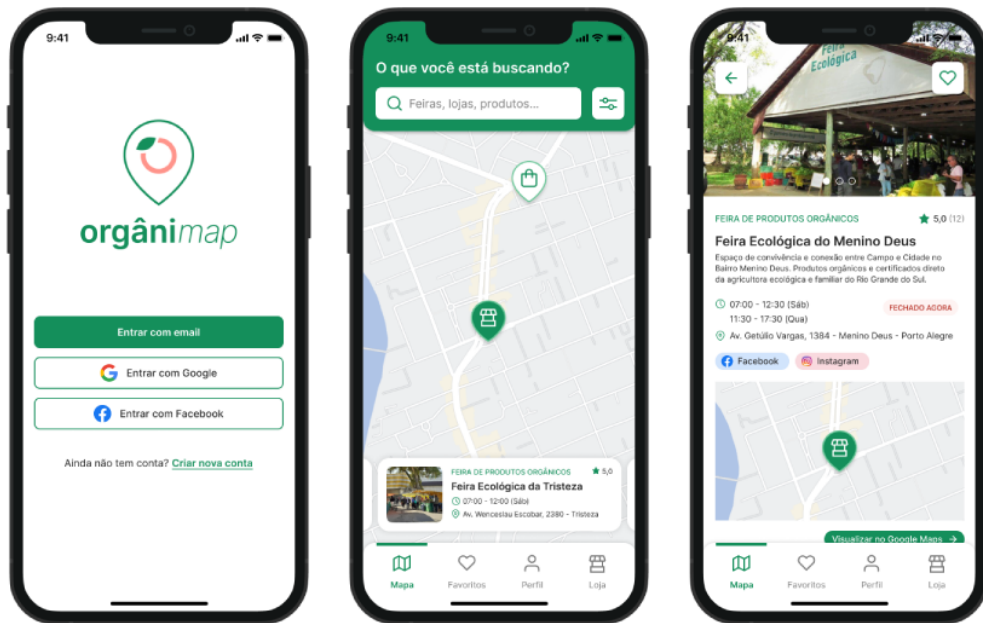 9:41
orgânimap
Entrar com email
Entrar com Google
Entrar com Facebook
Ainda não tem conta? Criar nova conta
9:41
O que você está buscando?
Feiras, lojas, produtos...
FEIRA DE PRODUTOS ORGÂNICOS 5,0
Feira Ecológica da Tristeza
07:00 - 12:00 (Sáb)
Av. Wenceslau Escobar, 2380 - Tristeza
Mapa Favoritos Perfil Loja
9:41
Feira
Ecológica
FEIRA DE PRODUTOS ORGÂNICOS 5,0 (12)
Feira Ecológica do Menino Deus
Espaço de convivência e conexão entre Campo e Cidade no
Bairro Menino Deus. Produtos orgânicos e certificados direto
da agricultora ecológica e familiar do Rio Grande do Sul.
07:00 - 12:30 (Sáb) FECHADO AGORA
11:30 - 17:30 (Qua)
Av. Getúlio Vargas, 1384 - Menino Deus - Porto Alegre
Facebook Instagram
Visualizar no Google Maps →
Mapa Favoritos Perfil Loja